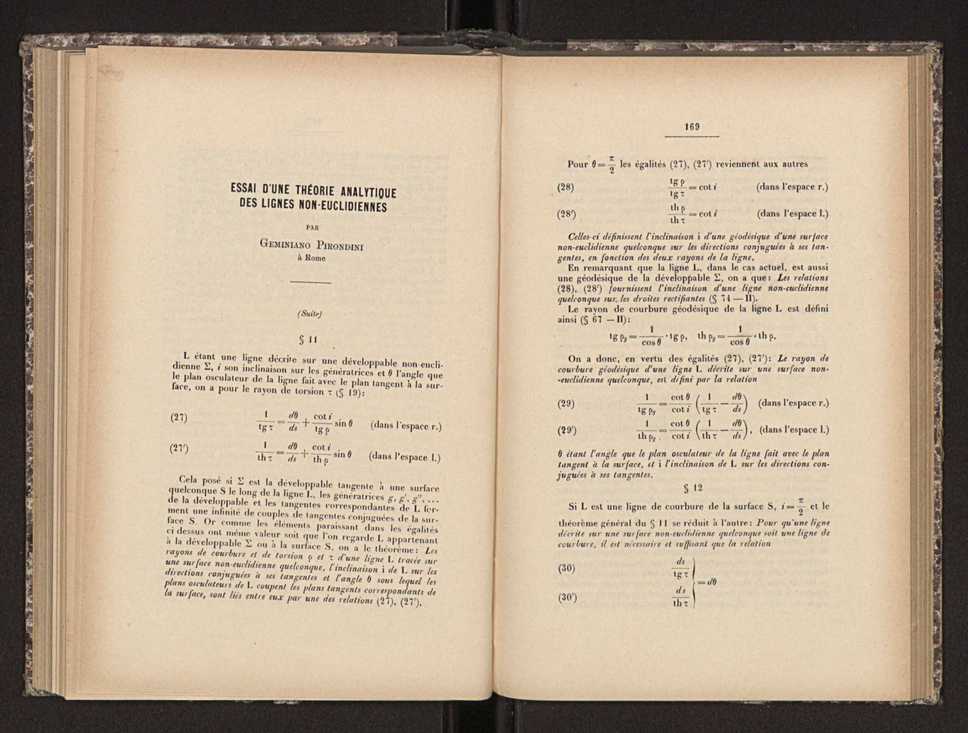 ESSAI D'UNE THÉORIE ANALYTIQUE
DES LIGNES NON-EUCLIDIENNES
PAR
GEMINIANO PIRONDINI
à Rome
(Suite)
§ 11
L étant une ligne décrite sur une développable non-eucli-
dienne Σ, i son inclinaison sur les génératrices et θ l'angle que
le plan osculateur de la ligne fait avec le plan tangent à la sur-
face, on a pour le rayon de torsion τ (§ 19):
(27) 1/tg τ = dθ/ds + cot i/tg ρ sin θ (dans l'espace r.)
(27') 1/th τ = dθ/ds + cot i/th ρ sin θ (dans l'espace l.)
Cela posé si Σ est la développable tangente à une surface
quelconque S le long de la ligne L, les génératrices g, g', g'', ....
de la développable et les tangentes correspondantes de L for-
ment une infinité de couples de tangentes conjuguées de la sur-
face S. Or comme les éléments paraissant dans les égalités
ci dessus ont même valeur soit que l'on regarde L appartenant
à la développable Σ ou à la surface S, on a le théorème: Les
rayons de courbure et de torsion ρ et τ d'une ligne L tracée sur
une surface non-euclidienne quelconque, l'inclinaison i de L sur les
directions conjuguées à ses tangentes et l'angle θ sous lequel les
plans osculateurs de L coupent les plans tangents correspondants de
la surface, sont liés entre eux par une des relations (27), (27').
169
Pour θ = π/2 les égalités (27), (27') reviennent aux autres
(28) tg ρ/tg τ = cot i (dans l'espace r.)
(28') th ρ/th τ = cot i (dans l'espace l.)
Celles-ci définissent l'inclinaison i d'une géodésique d'une surface
non-euclidienne quelconque sur les directions conjuguées à ses tan-
gentes, en fonction des deux rayons de la ligne.
En remarquant que la ligne L, dans le cas actuel, est aussi
une géodésique de la développable Σ, on a que: Les relations
(28), (28') fournissent l'inclinaison d'une ligne non-euclidienne
quelconque sur les droites rectifiantes (§ 74 — II).
Le rayon de courbure géodésique de la ligne L est défini
ainsi (§ 67 — II):
tg ρg = 1/cos θ · tg ρ, th ρg = 1/cos θ · th ρ.
On a donc, en vertu des égalités (27), (27'): Le rayon de
courbure géodésique d'une ligne L décrite sur une surface non-
-euclidienne quelconque, est défini par la relation
(29) 1/tg ρg = cot θ/cot i (1/tg τ — dθ/ds) (dans l'espace r.)
(29') 1/th ρg = cot θ/cot i (1/th τ — dθ/ds), (dans l'espace l.)
θ étant l'angle que le plan osculateur de la ligne fait avec le plan
tangent à la surface, et i l'inclinaison de L sur les directions con-
juguées à ses tangentes.
§ 12
Si L est une ligne de courbure de la surface S, i = π/2 et le
théorème général du § 11 se réduit à l'autre: Pour qu'une ligne
décrite sur une surface non-euclidienne quelconque soit une ligne de
courbure, il est nécessaire et suffisant que la relation
(30) ds/tg τ
= dθ
(30') ds/th τ